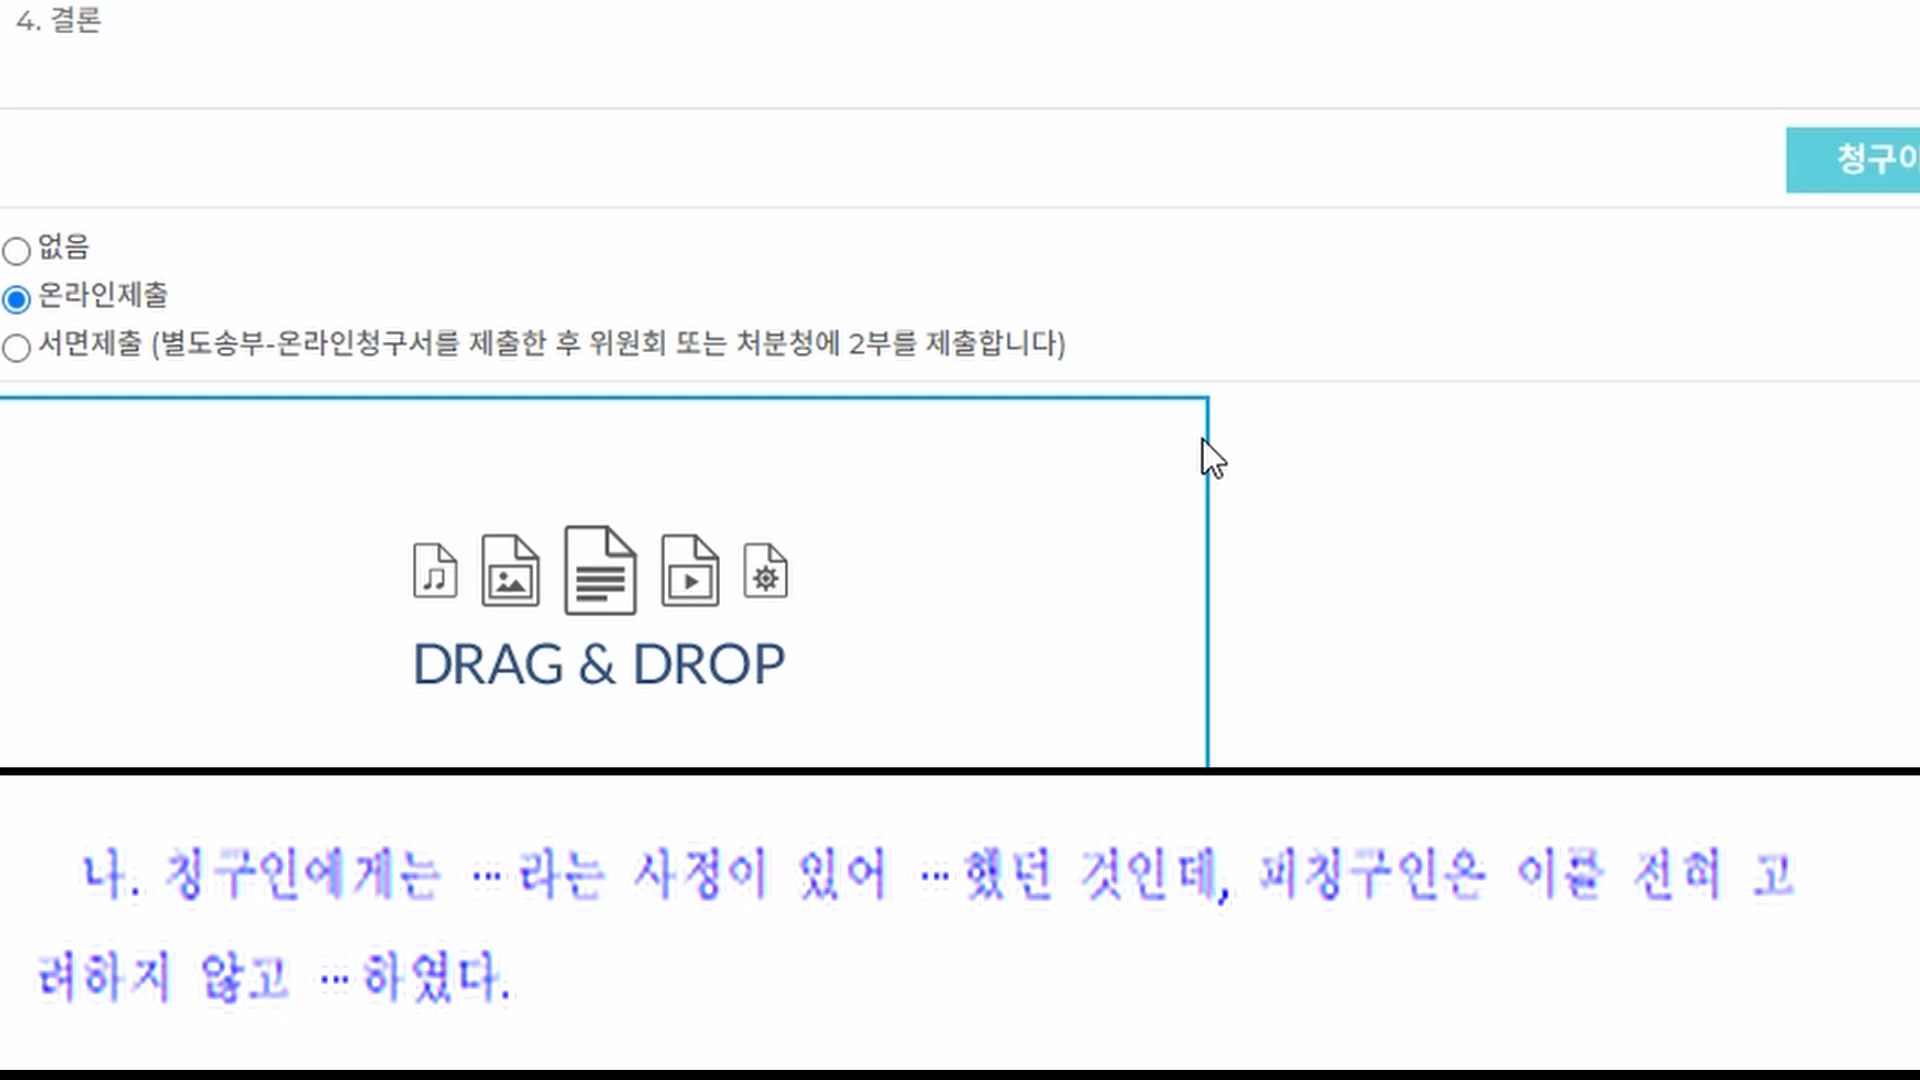 4. 결론
청구이
없음
온라인제출
서면제출 (별도송부-온라인청구서를 제출한 후 위원회 또는 처분청에 2부를 제출합니다)
DRAG & DROP
나. 청구인에게는 … 라는 사정이 있어 … 했던 것인데, 피청구인은 이를 전혀 고
려하지 않고 … 하였다.